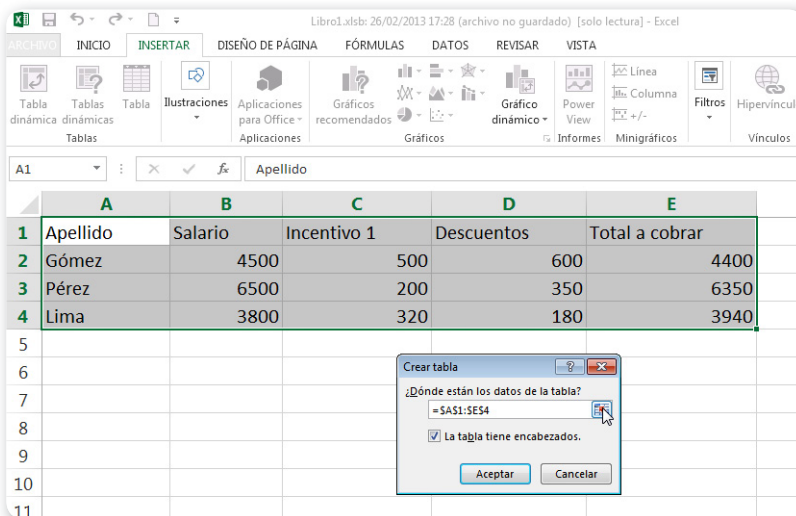 Libro1.xlsb: 26/02/2013 17:28 (archivo no guardado) [solo lectura] - Excel
ARCHIVO INICIO INSERTAR DISEÑO DE PÁGINA FÓRMULAS DATOS REVISAR VISTA
Tabla dinámica
Tablas dinámicas
Tabla
Tablas
Ilustraciones
Aplicaciones para Office
Aplicaciones
Gráficos recomendados
Gráfico dinámico
Gráficos
Power View
Informes
Línea
Columna
+/-
Minigráficos
Filtros
Hipervíncul
Vínculos
A1 fx Apellido
A B C D E
1 Apellido Salario Incentivo 1 Descuentos Total a cobrar
2 Gómez 4500 500 600 4400
3 Pérez 6500 200 350 6350
4 Lima 3800 320 180 3940
5
6
7
8
9
10
11
Crear tabla
¿Dónde están los datos de la tabla?
=$A$1:$E$4
La tabla tiene encabezados.
Aceptar Cancelar